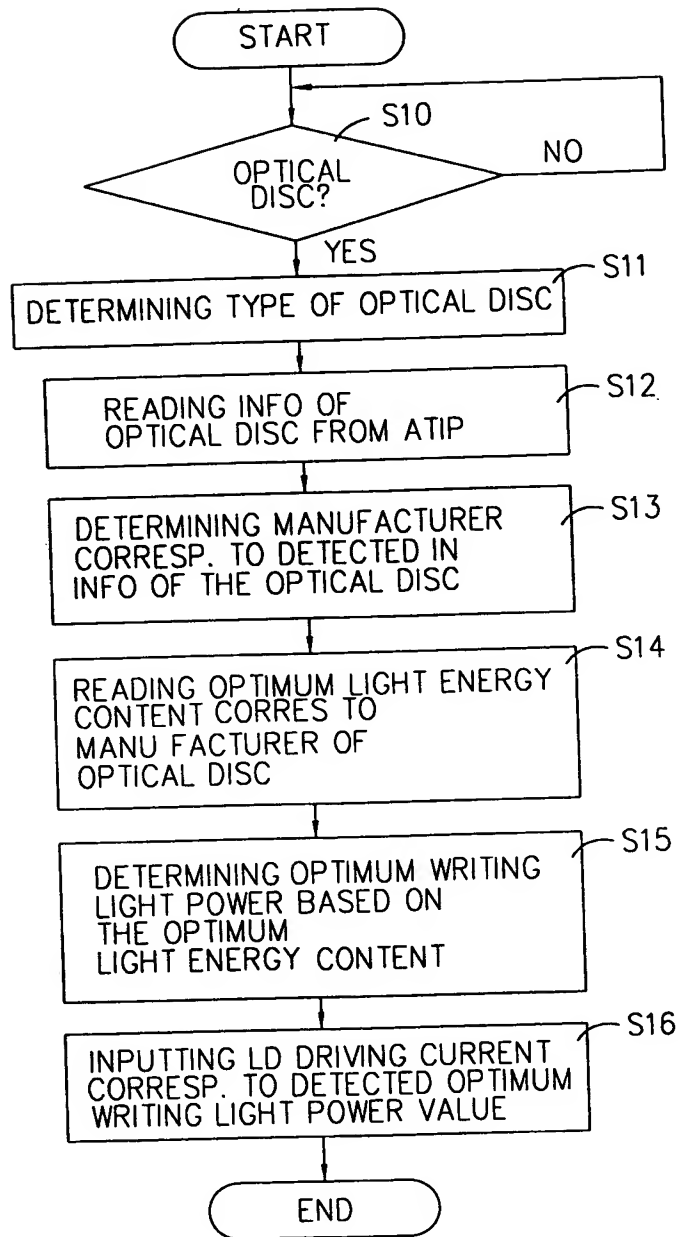 START
S10
OPTICAL
DISC?
NO
YES
S11
DETERMINING TYPE OF OPTICAL DISC
S12
READING INFO OF
OPTICAL DISC FROM ATIP
S13
DETERMINING MANUFACTURER
CORRESP. TO DETECTED IN
INFO OF THE OPTICAL DISC
S14
READING OPTIMUM LIGHT ENERGY
CONTENT CORRES TO
MANU FACTURER OF
OPTICAL DISC
S15
DETERMINING OPTIMUM WRITING
LIGHT POWER BASED ON
THE OPTIMUM
LIGHT ENERGY CONTENT
S16
INPUTTING LD DRIVING CURRENT
CORRESP. TO DETECTED OPTIMUM
WRITING LIGHT POWER VALUE
END